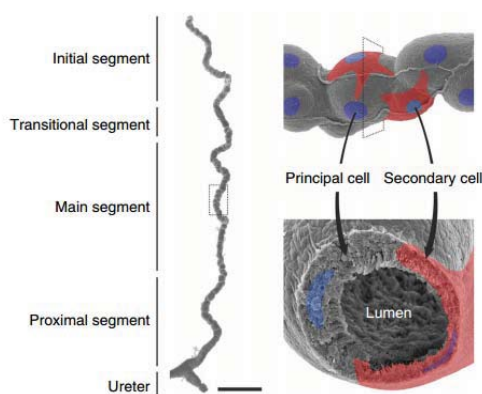 Initial segment
Transitional segment
Main segment
Proximal segment
Ureter
Principal cell
Secondary cell
Lumen